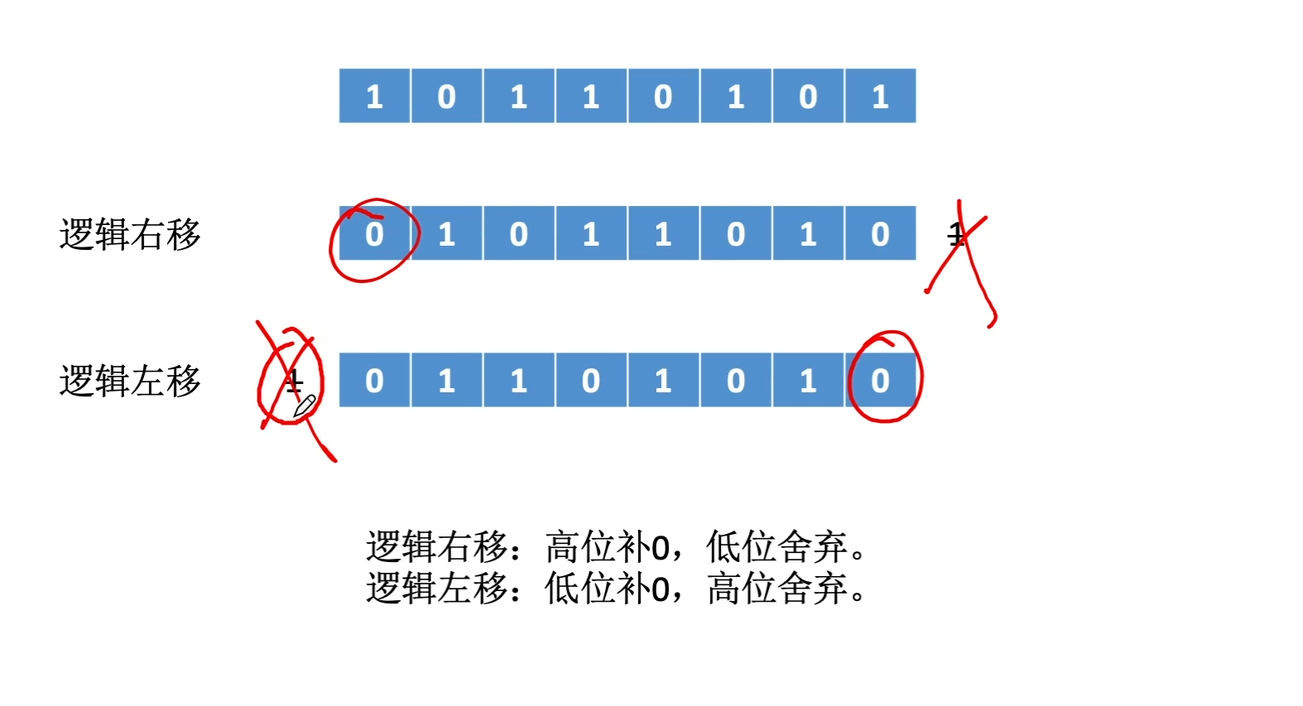 1 0 1 1 0 1 0 1
逻辑右移 0 1 0 1 1 0 1 0 1
逻辑左移 1 0 1 1 0 1 0 1 0
逻辑右移：高位补0，低位舍弃。
逻辑左移：低位补0，高位舍弃。